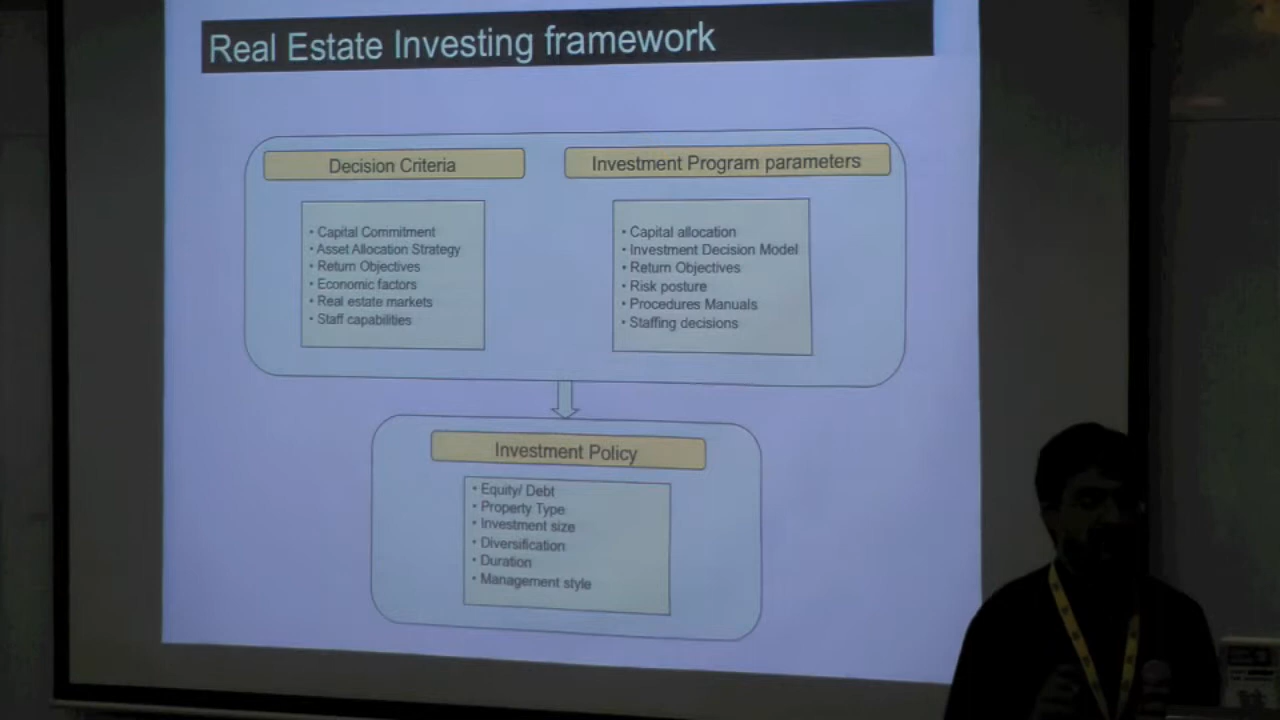 Real Estate Investing framework
Decision Criteria
• Capital Commitment
• Asset Allocation Strategy
• Return Objectives
• Economic factors
• Real estate markets
• Staff capabilities
Investment Program parameters
• Capital allocation
• Investment Decision Model
• Return Objectives
• Risk posture
• Procedures Manuals
• Staffing decisions
Investment Policy
• Equity/ Debt
• Property Type
• Investment size
• Diversification
• Duration
• Management style